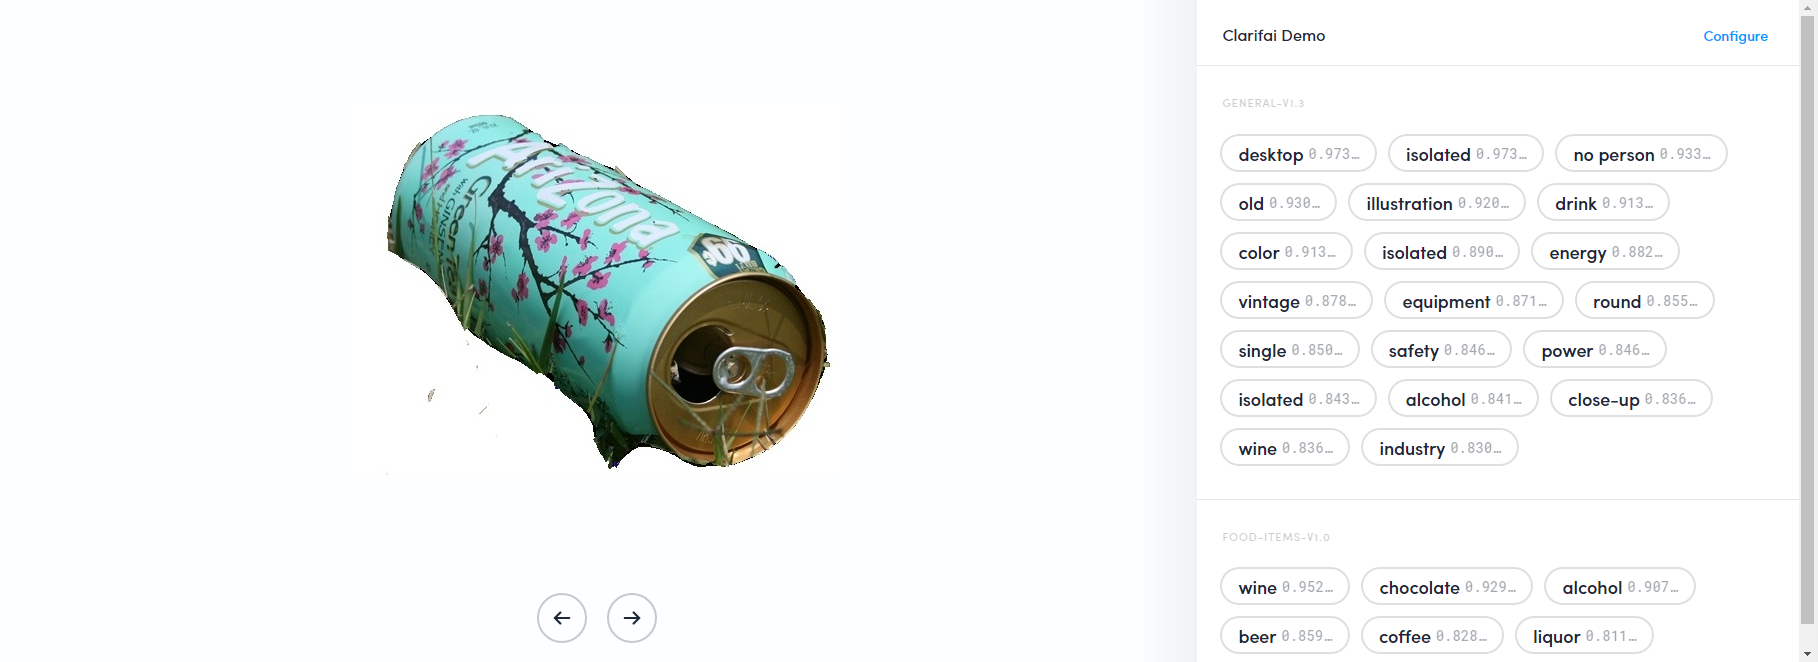 AriZona
Green Tea
with GINSENG
and
99¢
Clarifai Demo
Configure
GENERAL-V1.3
desktop 0.973…
isolated 0.973…
no person 0.933…
old 0.930…
illustration 0.920…
drink 0.913…
color 0.913…
isolated 0.890…
energy 0.882…
vintage 0.878…
equipment 0.871…
round 0.855…
single 0.850…
safety 0.846…
power 0.846…
isolated 0.843…
alcohol 0.841…
close-up 0.836…
wine 0.836…
industry 0.830…
FOOD-ITEMS-V1.0
wine 0.952…
chocolate 0.929…
alcohol 0.907…
beer 0.859…
coffee 0.828…
liquor 0.811…